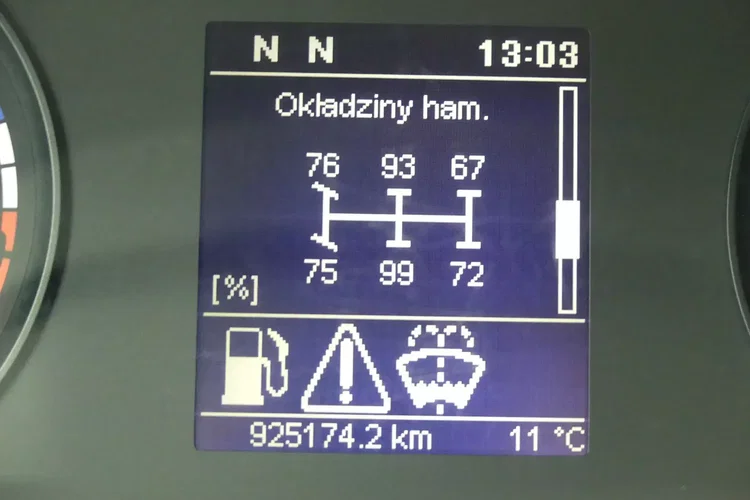 N N 13:03
Okładziny ham.
76 93 67
75 99 72
[%]
925174.2 km 11 °C